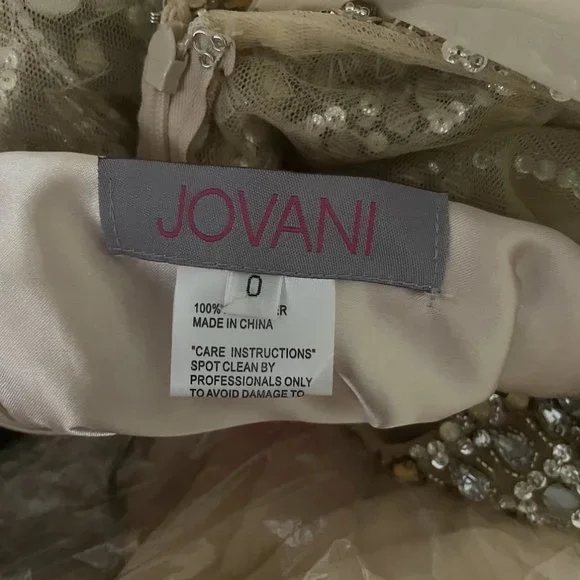 JOVANI
0
100%
MADE IN CHINA
"CARE INSTRUCTIONS"
SPOT CLEAN BY
PROFESSIONALS ONLY
TO AVOID DAMAGE TO